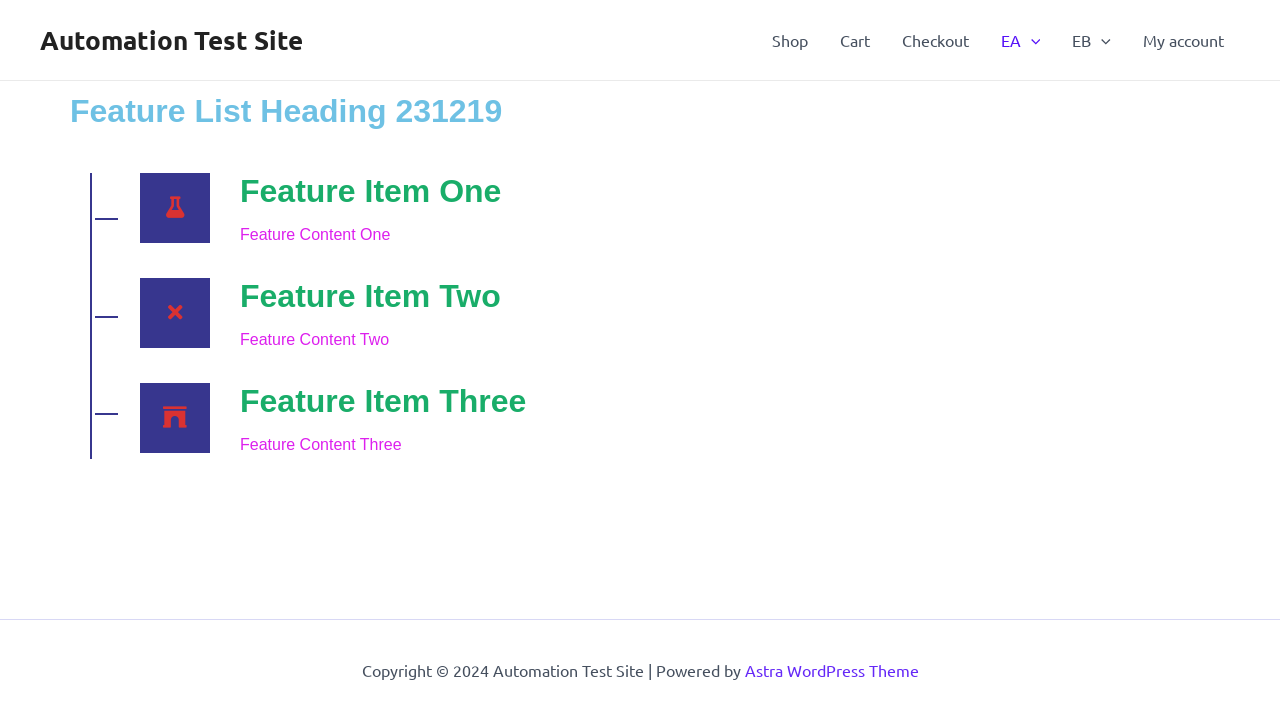 Automation Test Site
Shop Cart Checkout EA EB My account
Feature List Heading 231219
Feature Item One
Feature Content One
Feature Item Two
Feature Content Two
Feature Item Three
Feature Content Three
Copyright © 2024 Automation Test Site | Powered by Astra WordPress Theme